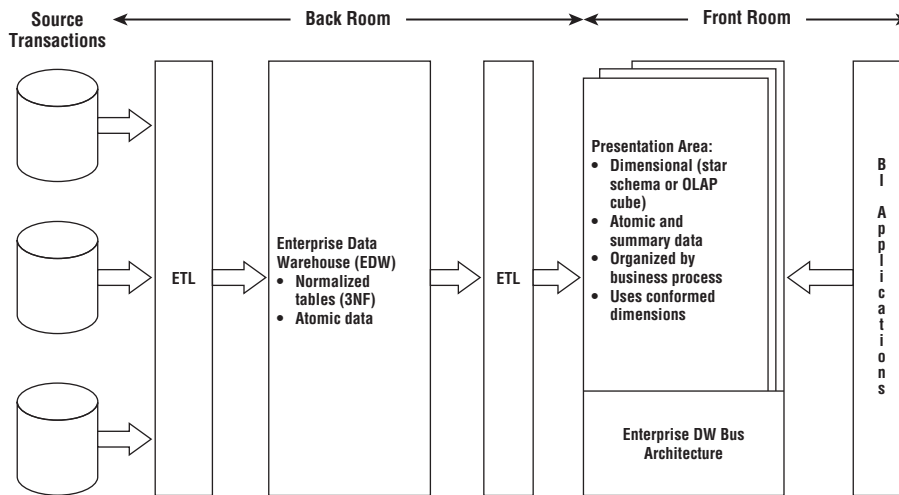 Source
Transactions
Back Room
Front Room
ETL
Enterprise Data
Warehouse (EDW)
• Normalized
tables (3NF)
• Atomic data
ETL
Presentation Area:
• Dimensional (star
schema or OLAP
cube)
• Atomic and
summary data
• Organized by
business process
• Uses conformed
dimensions
Enterprise DW Bus
Architecture
BI Applications